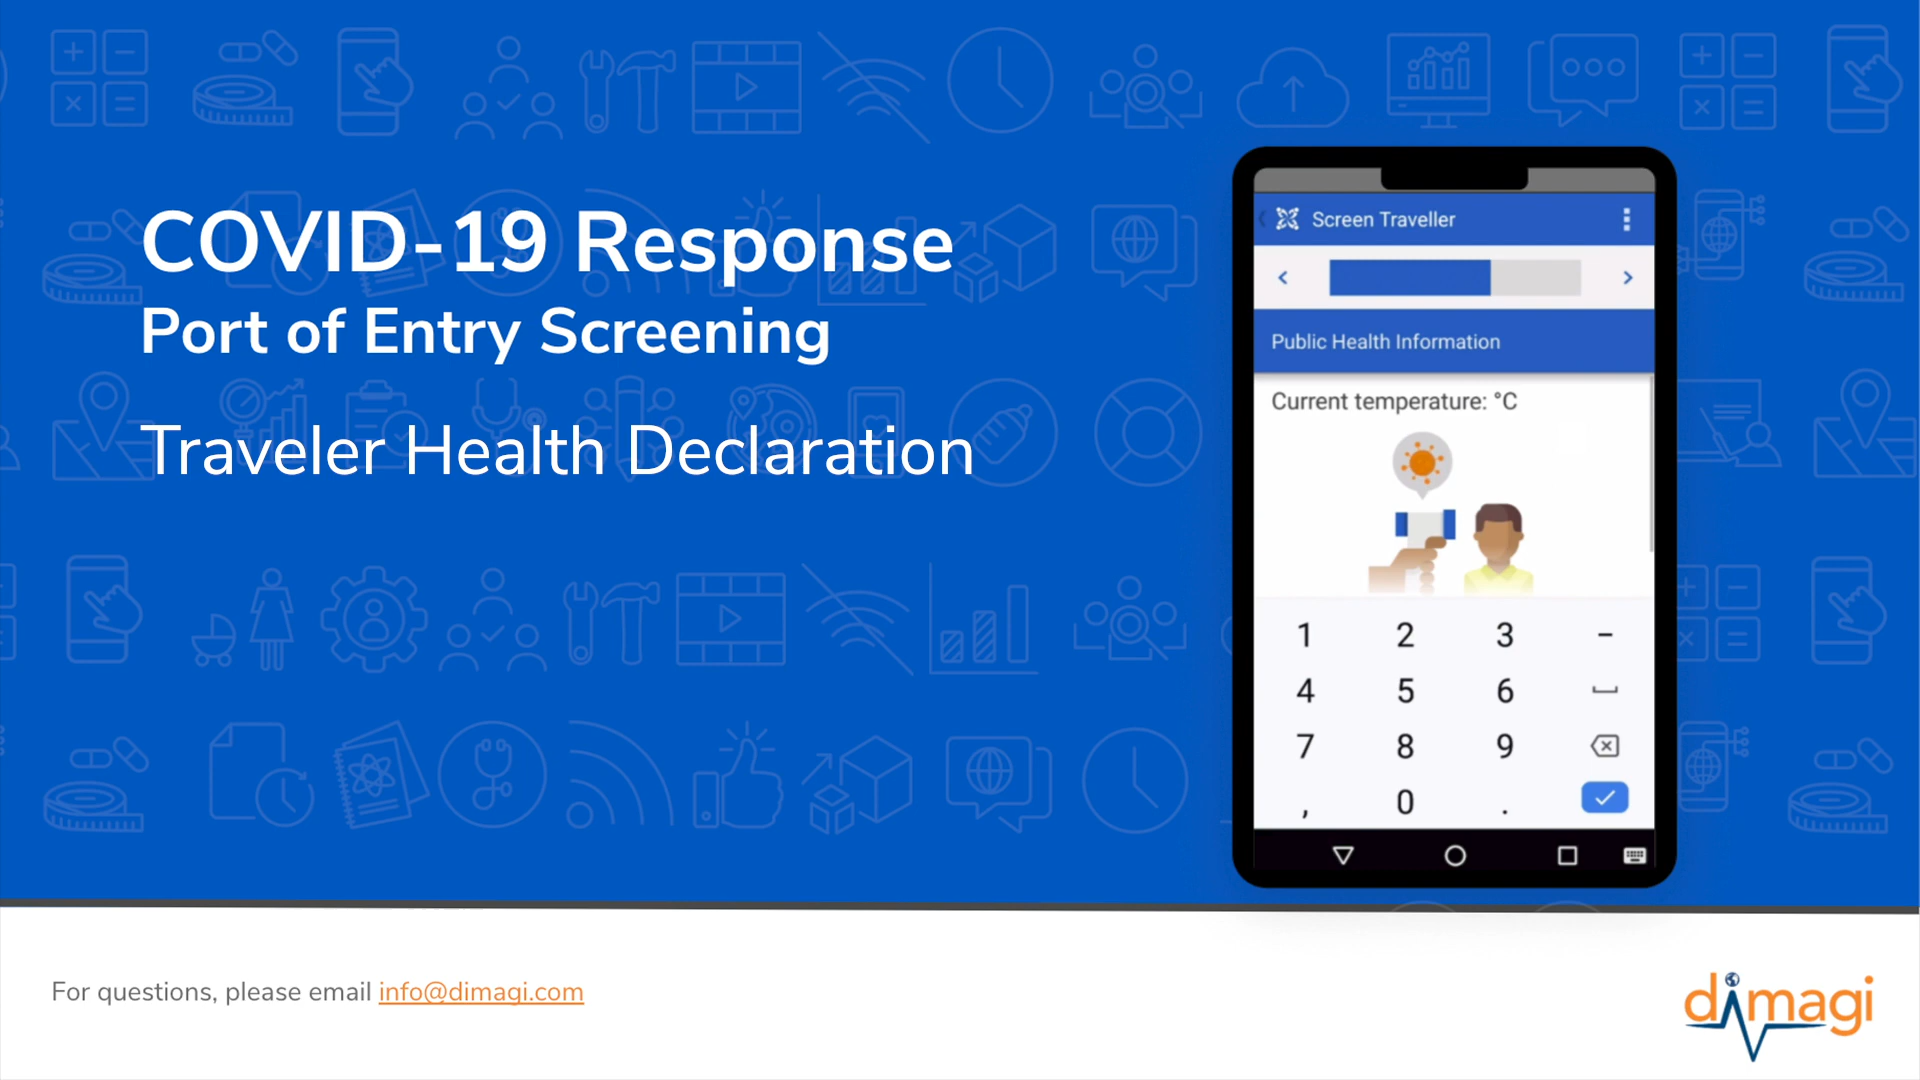 COVID-19 Response
Port of Entry Screening
Traveler Health Declaration
Screen Traveller
Public Health Information
Current temperature: °C
1 2 3 –
4 5 6
7 8 9
, 0 .
For questions, please email info@dimagi.com
dimagi